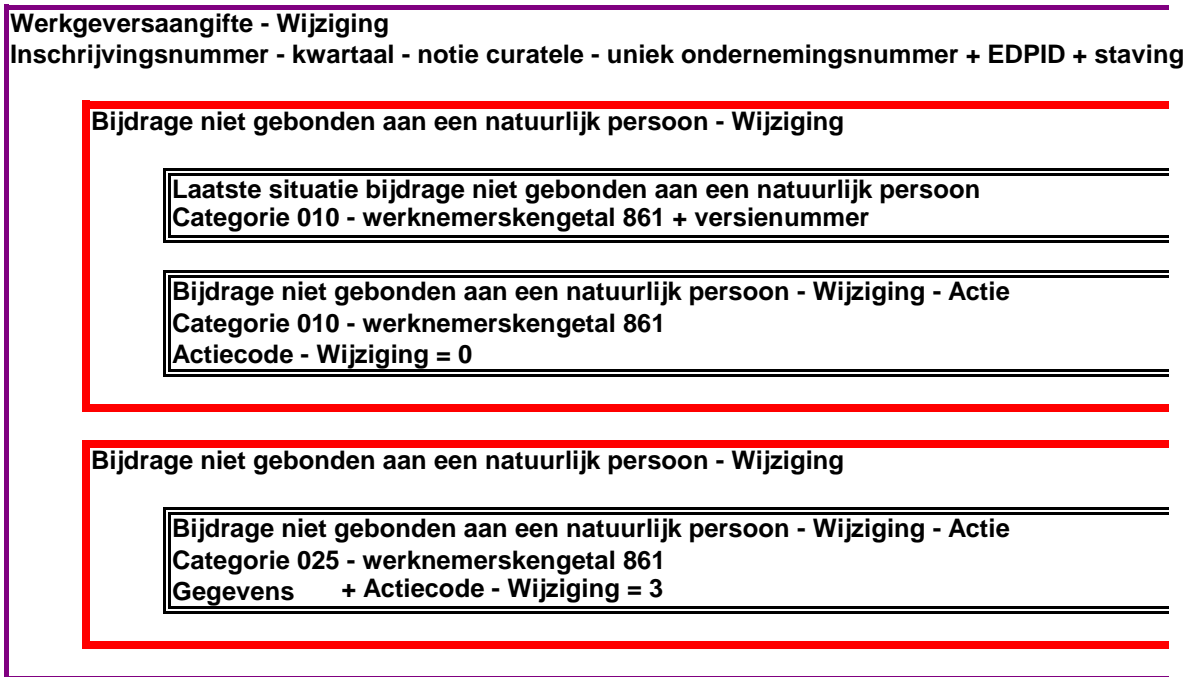 Werkgeversaangifte - Wijziging
Inschrijvingsnummer - kwartaal - notie curatele - uniek ondernemingsnummer + EDPID + staving
Bijdrage niet gebonden aan een natuurlijk persoon - Wijziging
Laatste situatie bijdrage niet gebonden aan een natuurlijk persoon
Categorie 010 - werknemerskengetal 861 + versienummer
Bijdrage niet gebonden aan een natuurlijk persoon - Wijziging - Actie
Categorie 010 - werknemerskengetal 861
Actiecode - Wijziging = 0
Bijdrage niet gebonden aan een natuurlijk persoon - Wijziging
Bijdrage niet gebonden aan een natuurlijk persoon - Wijziging - Actie
Categorie 025 - werknemerskengetal 861
Gegevens + Actiecode - Wijziging = 3